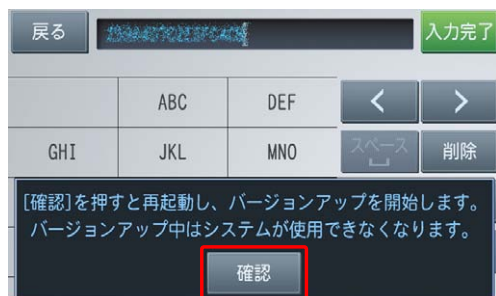 戻る
入力完了
ABC DEF < >
GHI JKL MNO スペース 削除
[確認]を押すと再起動し、バージョンアップを開始します。
バージョンアップ中はシステムが使用できなくなります。
確認